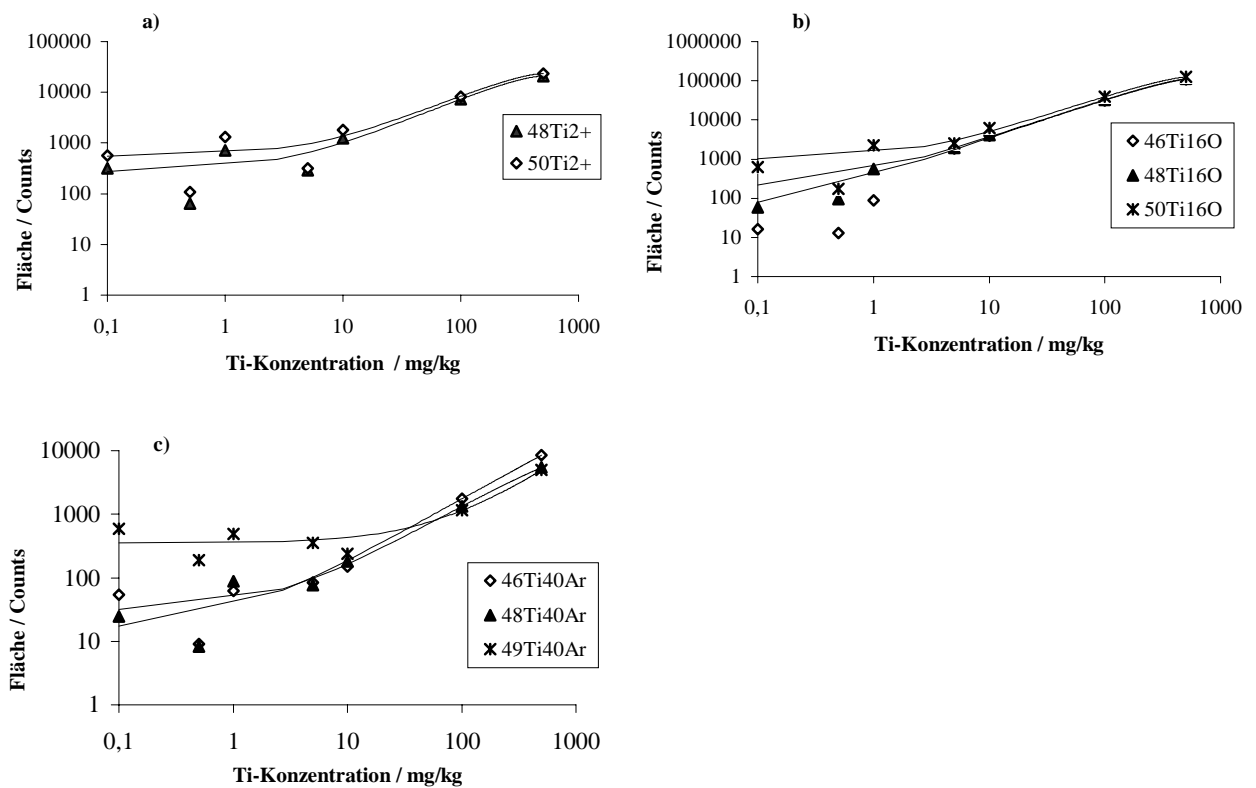 a)
100000
10000
1000
100
10
1
0,1 1 10 100 1000
Fläche / Counts
Ti-Konzentration / mg/kg
48Ti2+
50Ti2+
b)
1000000
100000
10000
1000
100
10
1
0,1 1 10 100 1000
Fläche / Counts
Ti-Konzentration / mg/kg
46Ti16O
48Ti16O
50Ti16O
c)
10000
1000
100
10
1
0,1 1 10 100 1000
Fläche / Counts
Ti-Konzentration / mg/kg
46Ti40Ar
48Ti40Ar
49Ti40Ar